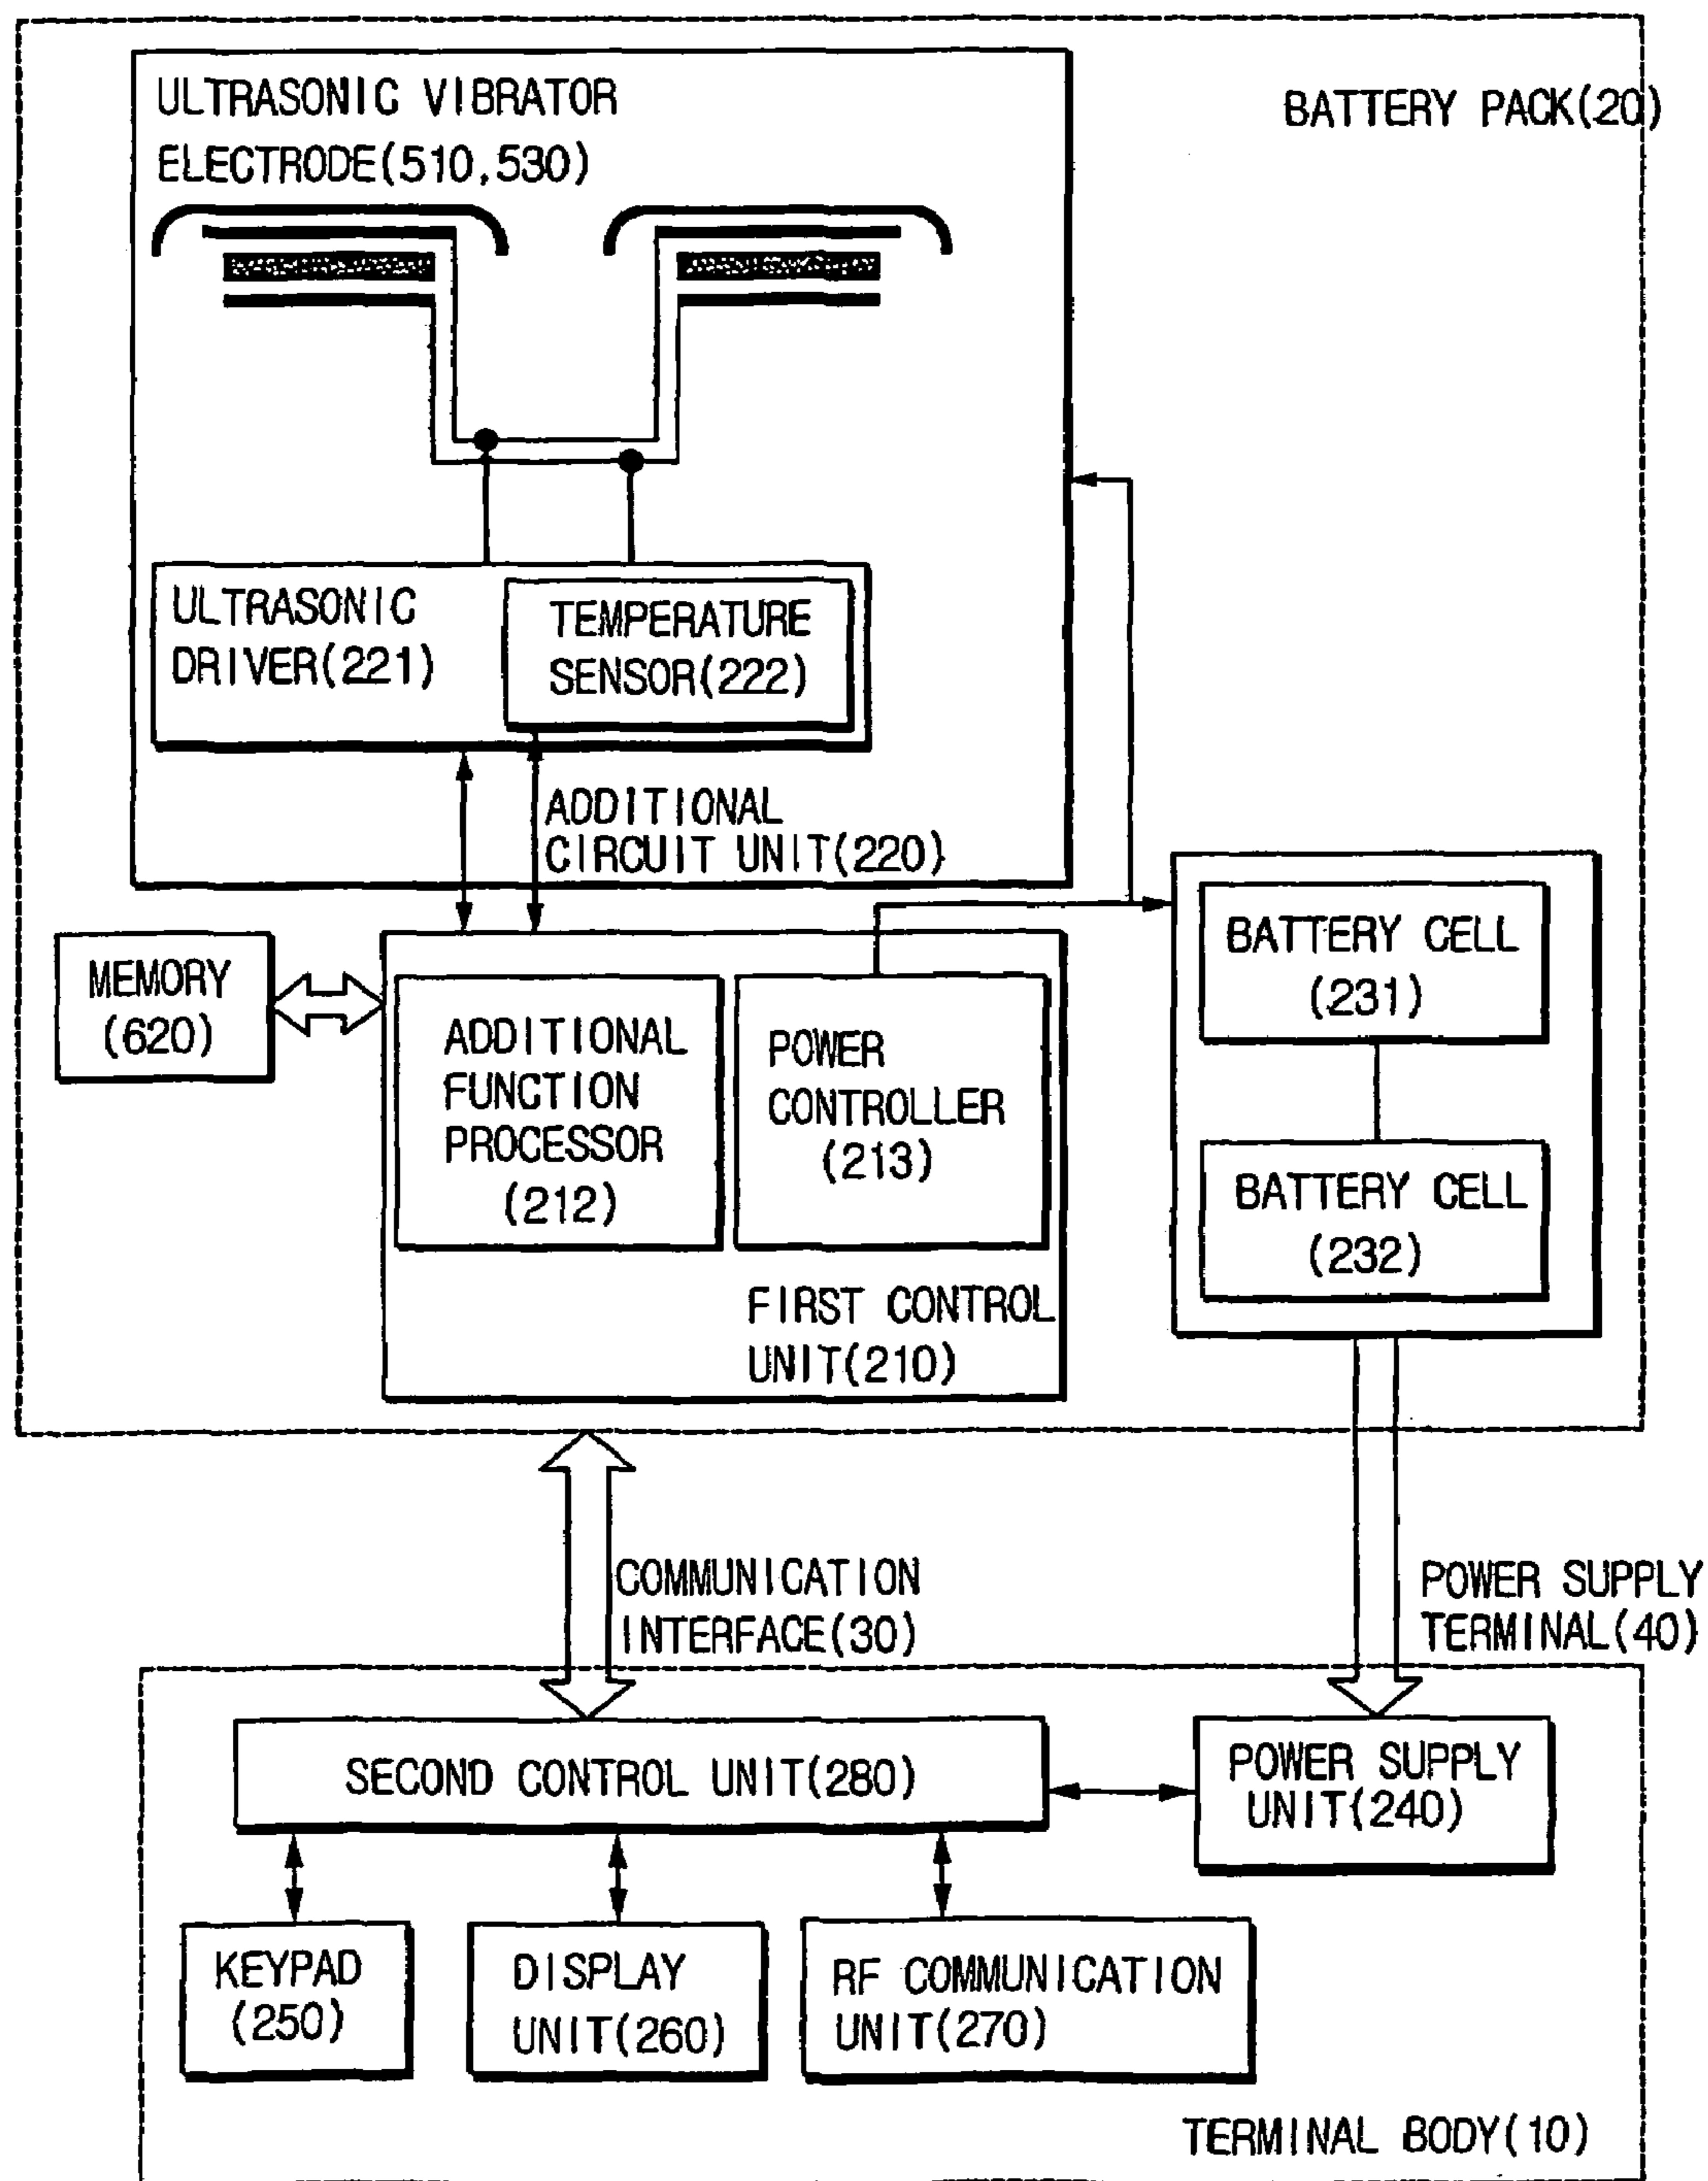 BATTERY PACK(20)
ULTRASONIC VIBRATOR
ELECTRODE(510,530)
ULTRASONIC
DRIVER(221)
TEMPERATURE
SENSOR(222)
ADDITIONAL
CIRCUIT UNIT(220)
MEMORY
(620)
ADDITIONAL
FUNCTION
PROCESSOR
(212)
POWER
CONTROLLER
(213)
FIRST CONTROL
UNIT(210)
BATTERY CELL
(231)
BATTERY CELL
(232)
COMMUNICATION
INTERFACE(30)
POWER SUPPLY
TERMINAL(40)
SECOND CONTROL UNIT(280)
POWER SUPPLY
UNIT(240)
KEYPAD
(250)
DISPLAY
UNIT(260)
RF COMMUNICATION
UNIT(270)
TERMINAL BODY(10)